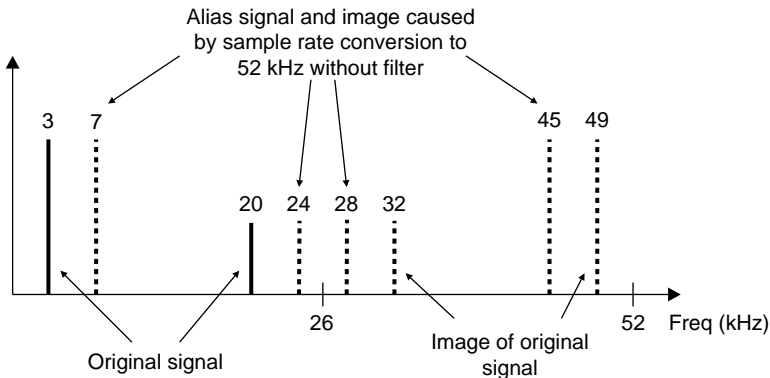 Alias signal and image caused
by sample rate conversion to
52 kHz without filter
3 7 45 49
20 24 28 32
26 52 Freq (kHz)
Original signal
Image of original
signal